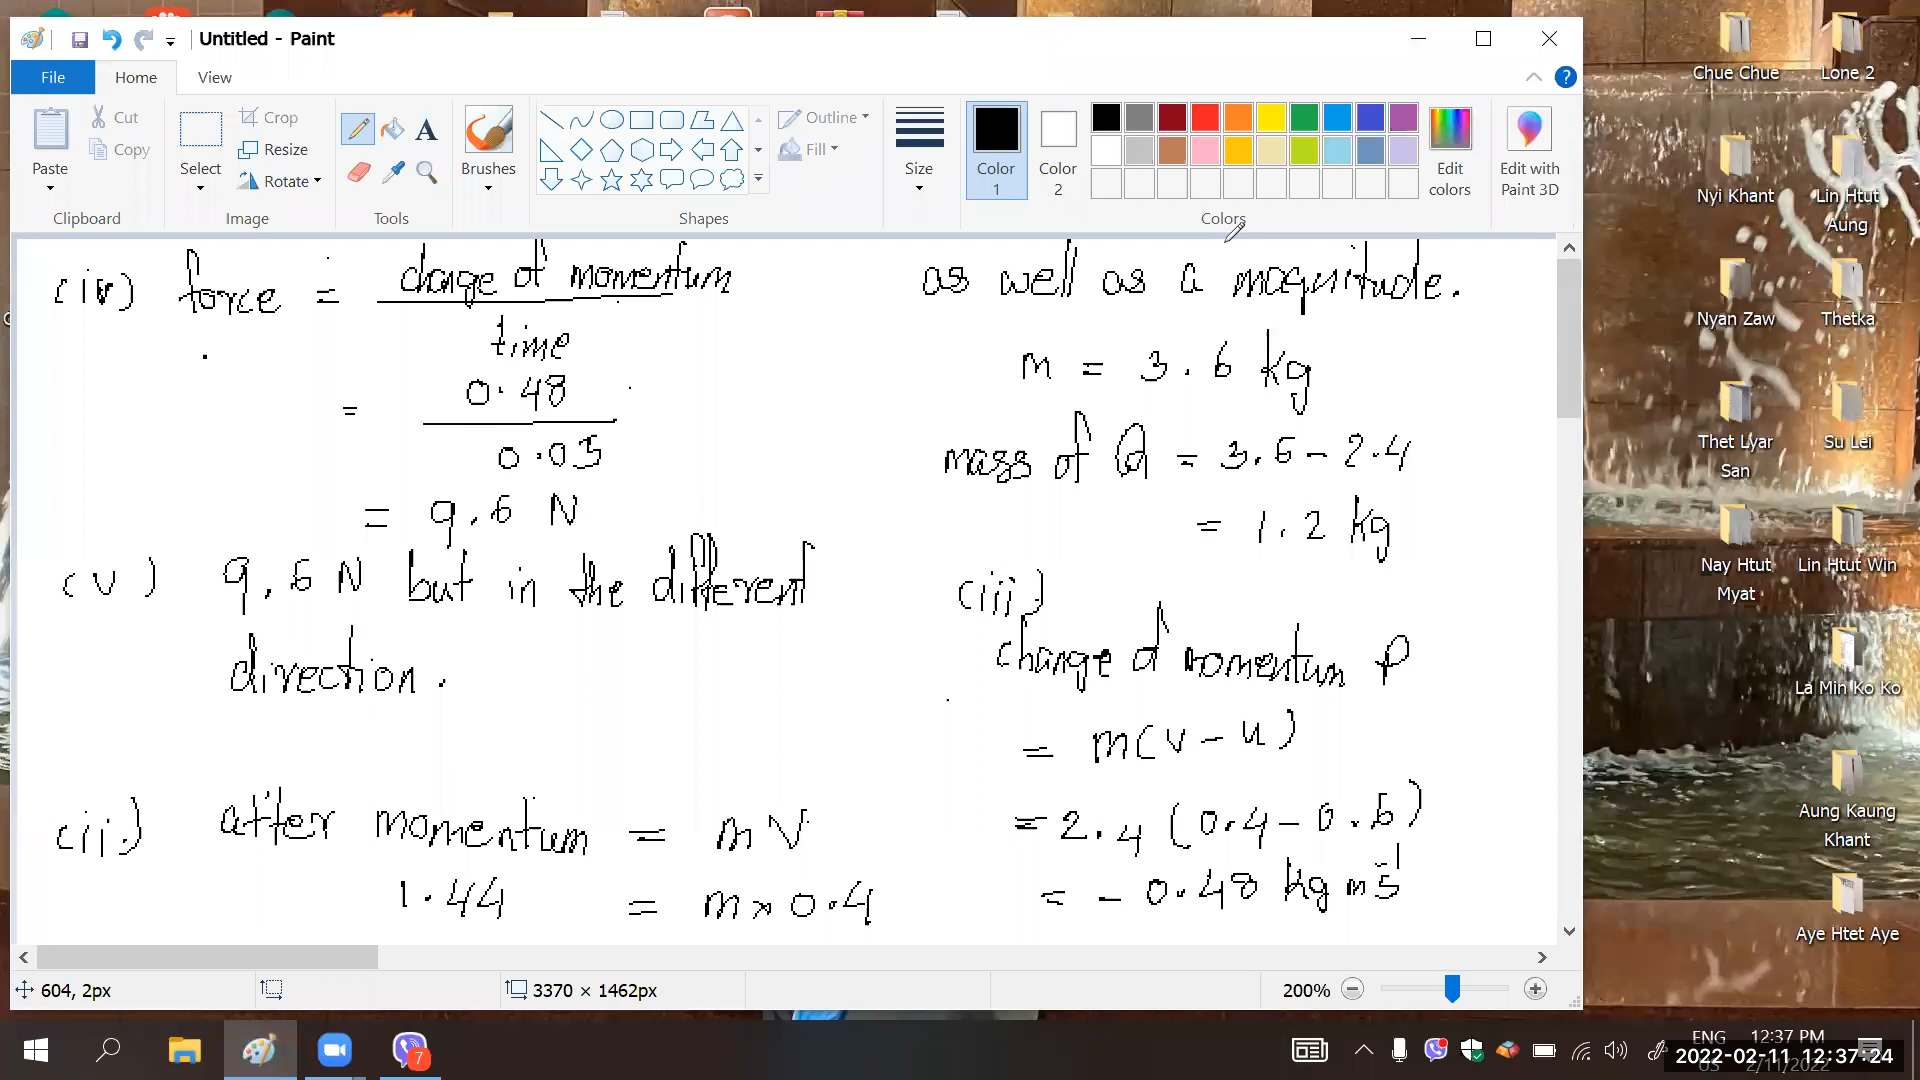 Untitled - Paint
File
Home
View
Paste
Cut
Copy
Clipboard
Select
Crop
Resize
Rotate
Image
A
Tools
Brushes
Shapes
Outline
Fill
Size
Color 1
Color 2
Edit colors
Edit with Paint 3D
Colors
(iv) force = change of momentum
time
= 0.48
0.05
= 9.6 N
(v) 9.6 N but in the different
direction.
(ii.) after momentum = mV
1.44 = m × 0.4
as well as a magnitude.
m = 3.6 kg
mass of Q = 3.6 - 2.4
= 1.2 kg
(iii)
change of momentum P
= m(v - u)
= 2.4 (0.4 - 0.6)
= - 0.48 kg m s⁻¹
604, 2px
3370 × 1462px
200%
Chue Chue
Lone 2
Nyi Khant
Lin Htut Aung
Nyan Zaw
Thetka
Thet Lyar San
Su Lei
Nay Htut Myat
Lin Htut Win
La Min Ko Ko
Aung Kaung Khant
Aye Htet Aye
7
ENG
12:37 PM
2022-02-11 12:37:24